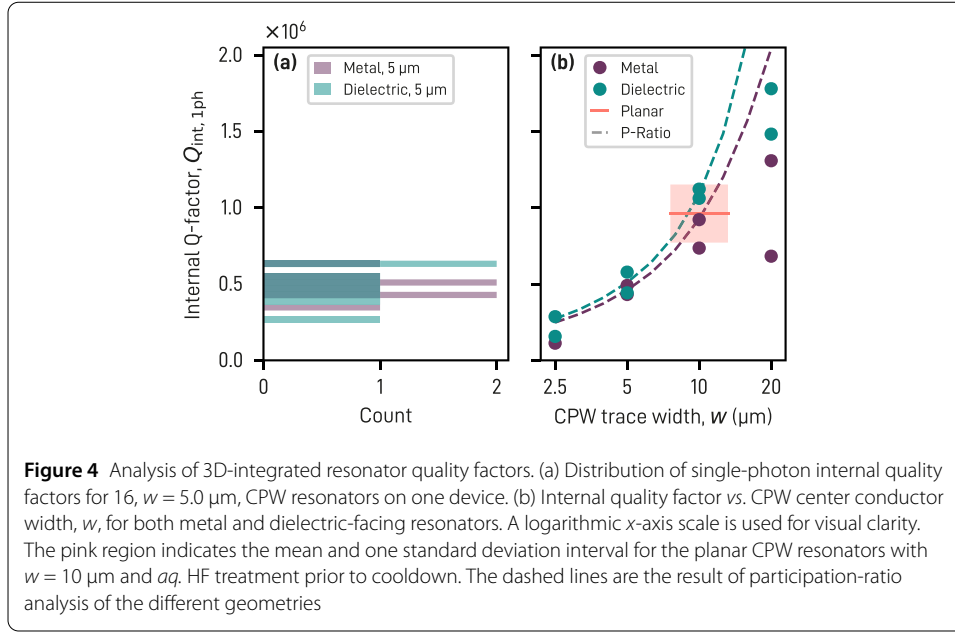 ×10⁶
(a)
Metal, 5 μm
Dielectric, 5 μm
Internal Q-factor, Qint, 1ph
2.0
1.5
1.0
0.5
0.0
0 1 2
Count
(b)
Metal
Dielectric
Planar
P-Ratio
2.5 5 10 20
CPW trace width, w (μm)
Figure 4 Analysis of 3D-integrated resonator quality factors. (a) Distribution of single-photon internal quality
factors for 16, w = 5.0 μm, CPW resonators on one device. (b) Internal quality factor vs. CPW center conductor
width, w, for both metal and dielectric-facing resonators. A logarithmic x-axis scale is used for visual clarity.
The pink region indicates the mean and one standard deviation interval for the planar CPW resonators with
w = 10 μm and aq. HF treatment prior to cooldown. The dashed lines are the result of participation-ratio
analysis of the different geometries